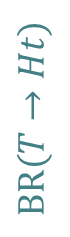 BR(T → Ht)